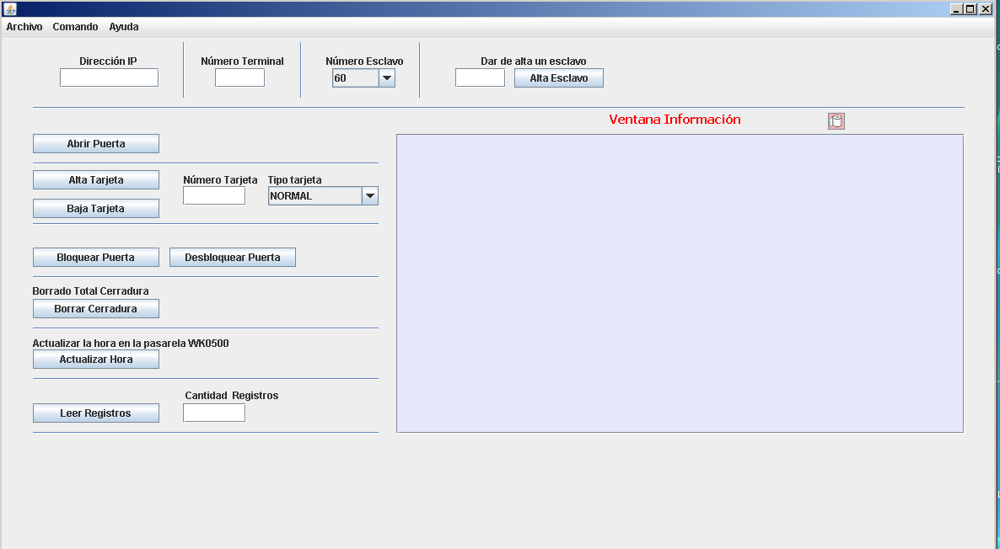 Archivo Comando Ayuda
Dirección IP
Número Terminal
Número Esclavo
60
Dar de alta un esclavo
Alta Esclavo
Ventana Información
Abrir Puerta
Alta Tarjeta
Número Tarjeta
Tipo tarjeta
NORMAL
Baja Tarjeta
Bloquear Puerta
Desbloquear Puerta
Borrado Total Cerradura
Borrar Cerradura
Actualizar la hora en la pasarela WK0500
Actualizar Hora
Cantidad Registros
Leer Registros